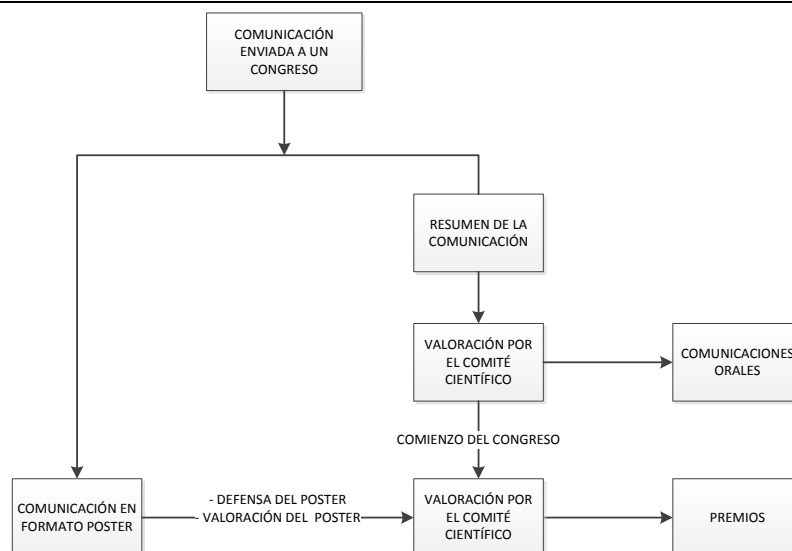 COMUNICACIÓN
ENVIADA A UN
CONGRESO
RESUMEN DE LA
COMUNICACIÓN
VALORACIÓN POR
EL COMITÉ
CIENTÍFICO
COMUNICACIONES
ORALES
COMIENZO DEL CONGRESO
COMUNICACIÓN EN
FORMATO POSTER
- DEFENSA DEL POSTER
- VALORACIÓN DEL POSTER
VALORACIÓN POR
EL COMITÉ
CIENTÍFICO
PREMIOS